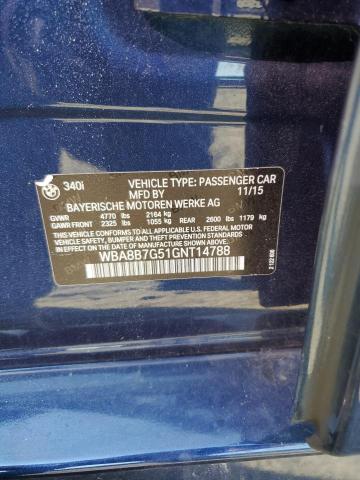 340i VEHICLE TYPE: PASSENGER CAR
MFD BY 11/15
BAYERISCHE MOTOREN WERKE AG
GVWR 4770 lbs 2164 kg
GAWR FRONT 2325 lbs 1055 kg REAR 2600 lbs 1179 kg
THIS VEHICLE CONFORMS TO ALL APPLICABLE U.S. FEDERAL MOTOR
VEHICLE SAFETY, BUMPER, AND THEFT PREVENTION STANDARDS IN
EFFECT ON THE DATE OF MANUFACTURE SHOWN ABOVE.
WBA8B7G51GNT14788